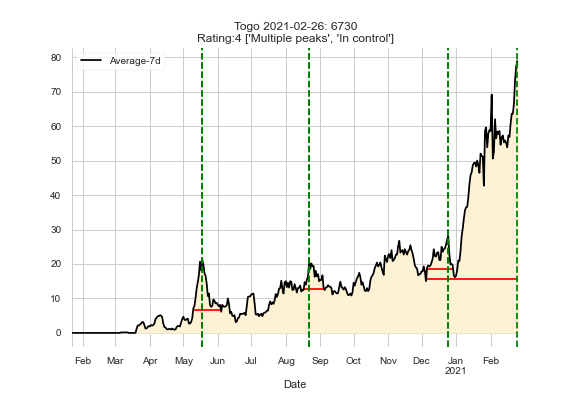 Togo 2021-02-26: 6730
Rating:4 ['Multiple peaks', 'In control']
Average-7d
80
70
60
50
40
30
20
10
0
Feb Mar Apr May Jun Jul Aug Sep Oct Nov Dec Jan Feb
2021
Date